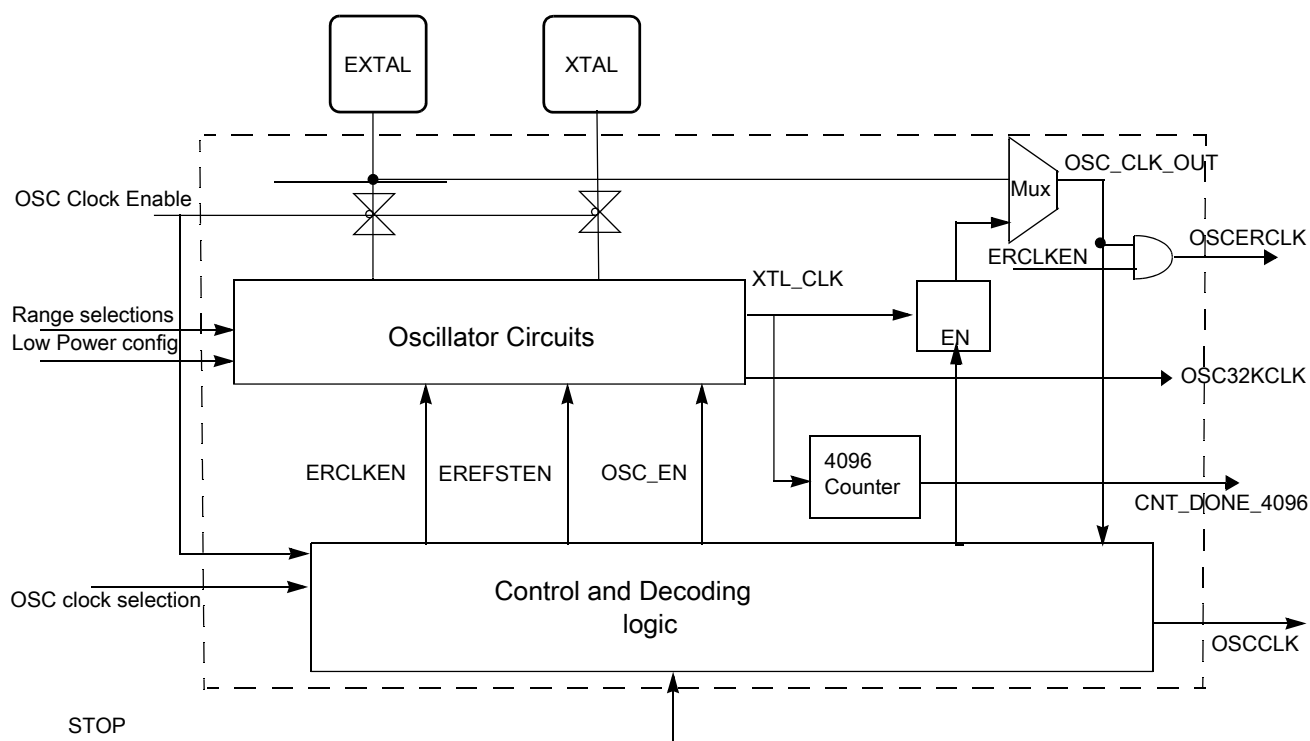 EXTAL
XTAL
OSC_CLK_OUT
Mux
OSC Clock Enable
OSCERCLK
ERCLKEN
XTL_CLK
Range selections
Low Power config
Oscillator Circuits
EN
OSC32KCLK
ERCLKEN
EREFSTEN
OSC_EN
4096
Counter
CNT_DONE_4096
OSC clock selection
Control and Decoding
logic
OSCCLK
STOP